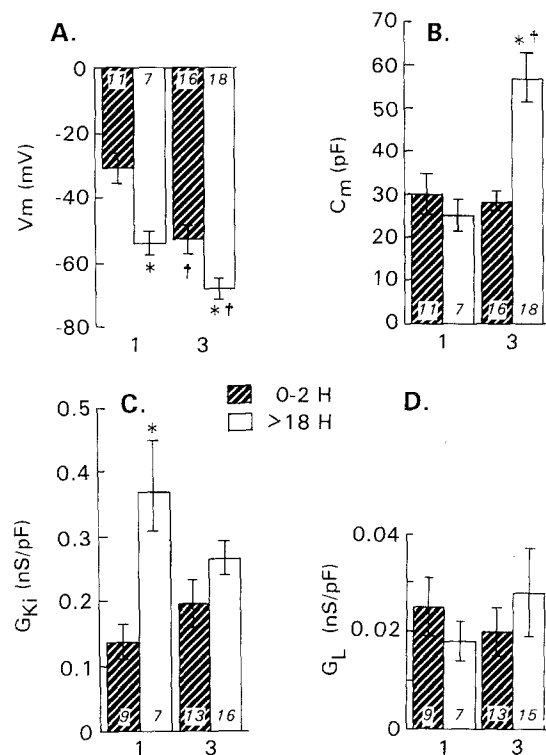 A.
0
-20
-40
-60
-80
Vm (mV)
11 7 16 18
*
†
* †
1 3
B.
70
60
50
40
30
20
10
0
Cm (pF)
* †
11 7 16 18
1 3
0-2 H
>18 H
C.
0.5
0.4
0.3
0.2
0.1
0
GKi (nS/pF)
*
9 7 13 16
1 3
D.
0.04
0.02
0
GL (nS/pF)
9 7 13 15
1 3